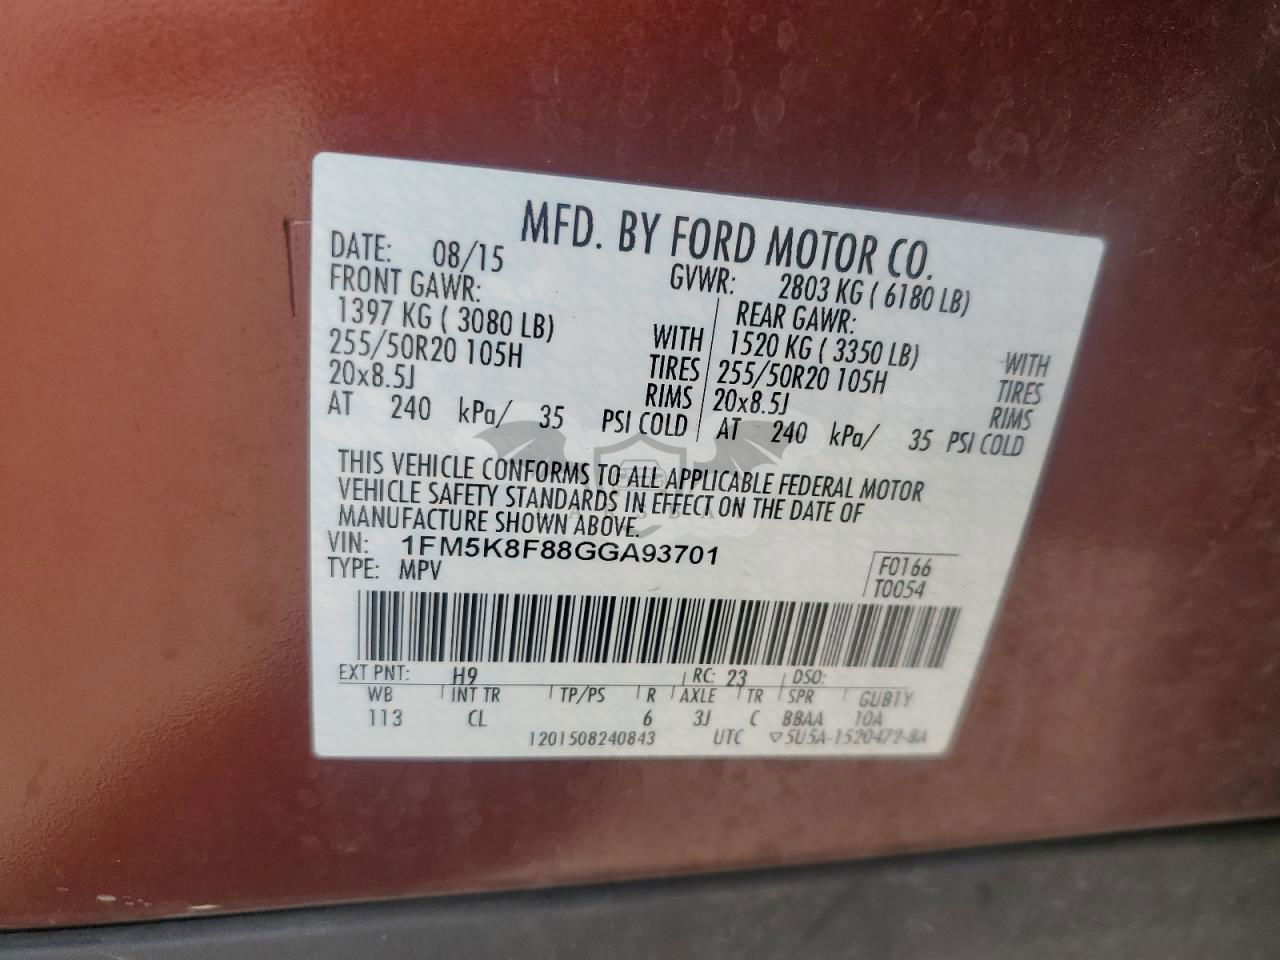 MFD. BY FORD MOTOR CO.
DATE: 08/15 GVWR: 2803 KG ( 6180 LB)
FRONT GAWR: REAR GAWR:
1397 KG ( 3080 LB) WITH 1520 KG ( 3350 LB) WITH
255/50R20 105H TIRES 255/50R20 105H TIRES
20x8.5J RIMS 20x8.5J RIMS
AT 240 kPa/ 35 PSI COLD AT 240 kPa/ 35 PSI COLD
THIS VEHICLE CONFORMS TO ALL APPLICABLE FEDERAL MOTOR
VEHICLE SAFETY STANDARDS IN EFFECT ON THE DATE OF
MANUFACTURE SHOWN ABOVE.
VIN: 1FM5K8F88GGA93701 F0166
TYPE: MPV T0054
EXT PNT: H9 RC: 23 DSO:
WB INT TR TP/PS R AXLE TR SPR GUB1Y
113 CL 6 3J C BBAA 10A
1201508240843 UTC ▽5U5A-1520472-BA